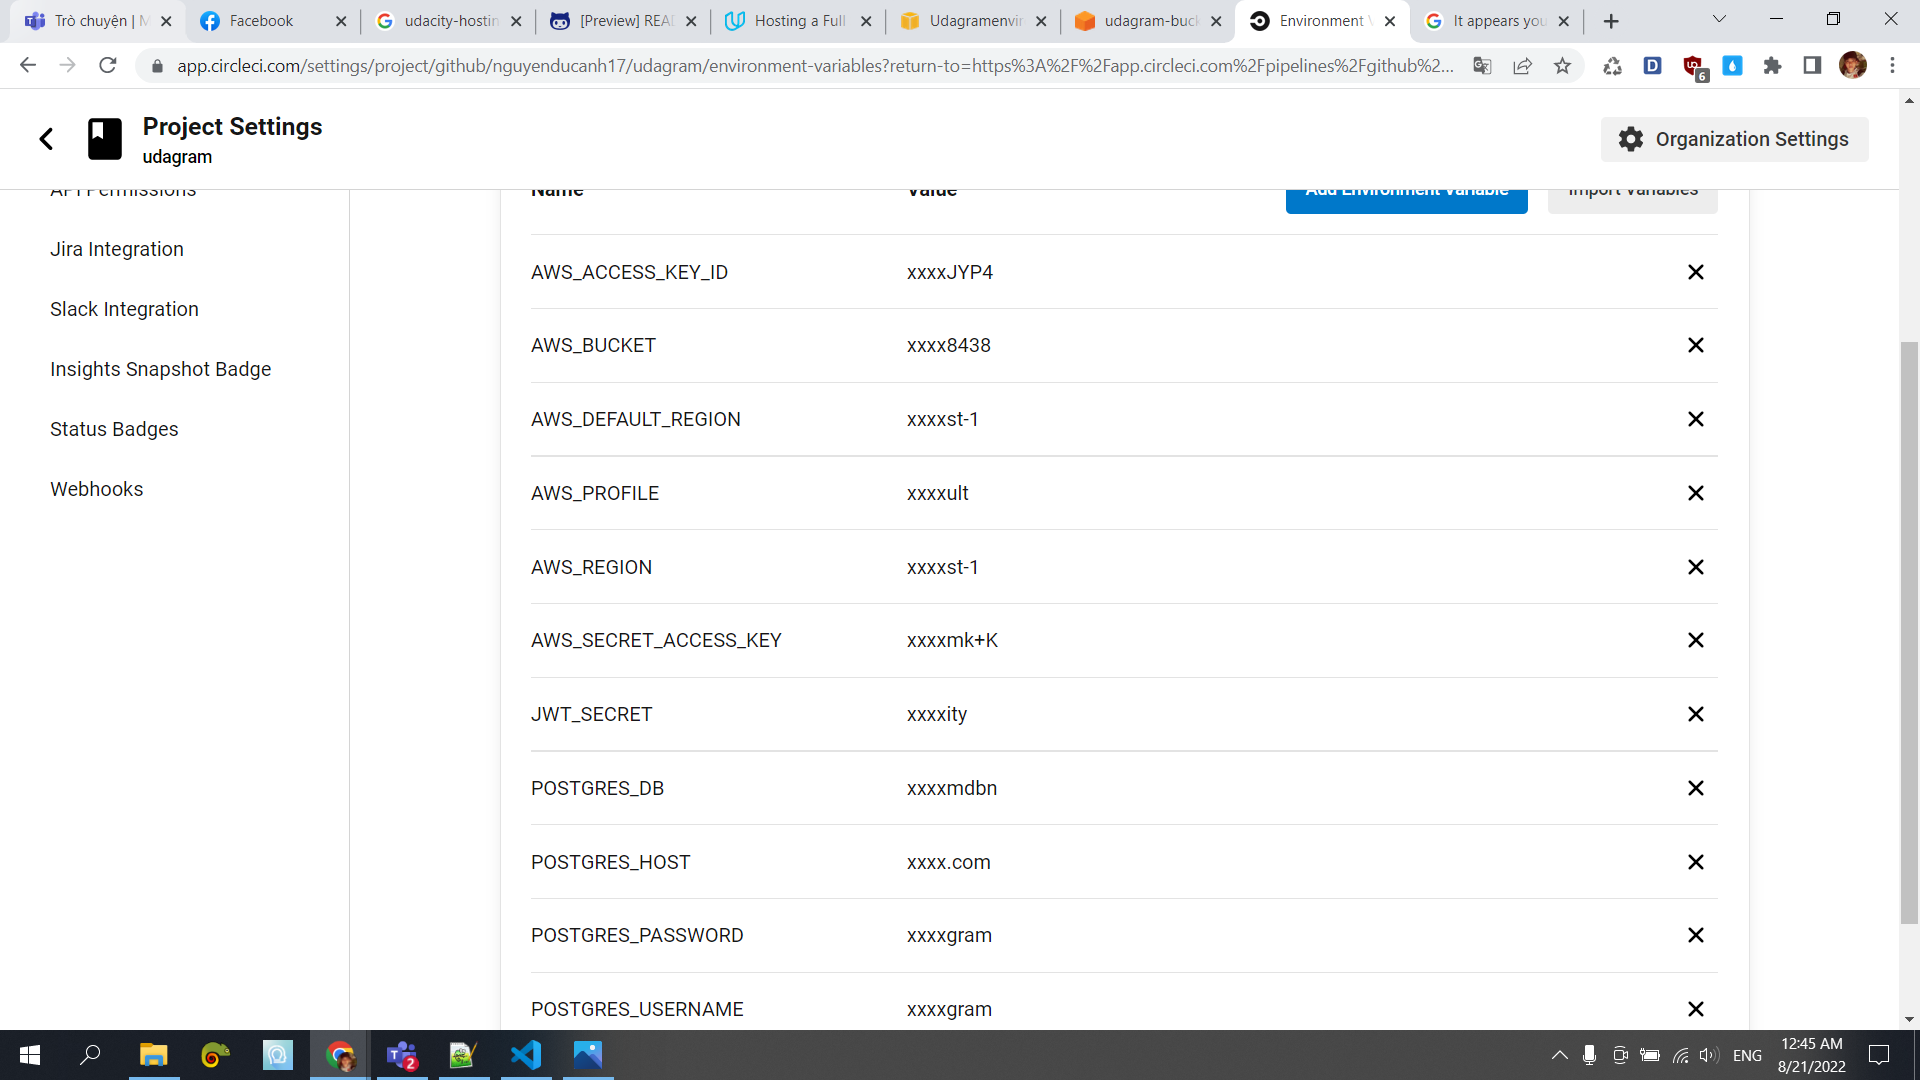 Trò chuyện | M
Facebook
udacity-hostin
[Preview] REA
Hosting a Full
Udagramenvir
udagram-buck
Environment V
It appears you
app.circleci.com/settings/project/github/nguyenducanh17/udagram/environment-variables?return-to=https%3A%2F%2Fapp.circleci.com%2Fpipelines%2Fgithub%2...
6
Project Settings
udagram
Organization Settings
API Permissions
Jira Integration
Slack Integration
Insights Snapshot Badge
Status Badges
Webhooks
Name Value Add Environment Variable Import Variables
AWS_ACCESS_KEY_ID xxxxJYP4
AWS_BUCKET xxxx8438
AWS_DEFAULT_REGION xxxxst-1
AWS_PROFILE xxxxult
AWS_REGION xxxxst-1
AWS_SECRET_ACCESS_KEY xxxxmk+K
JWT_SECRET xxxxity
POSTGRES_DB xxxxmdbn
POSTGRES_HOST xxxx.com
POSTGRES_PASSWORD xxxxgram
POSTGRES_USERNAME xxxxgram
2
ENG
12:45 AM
8/21/2022